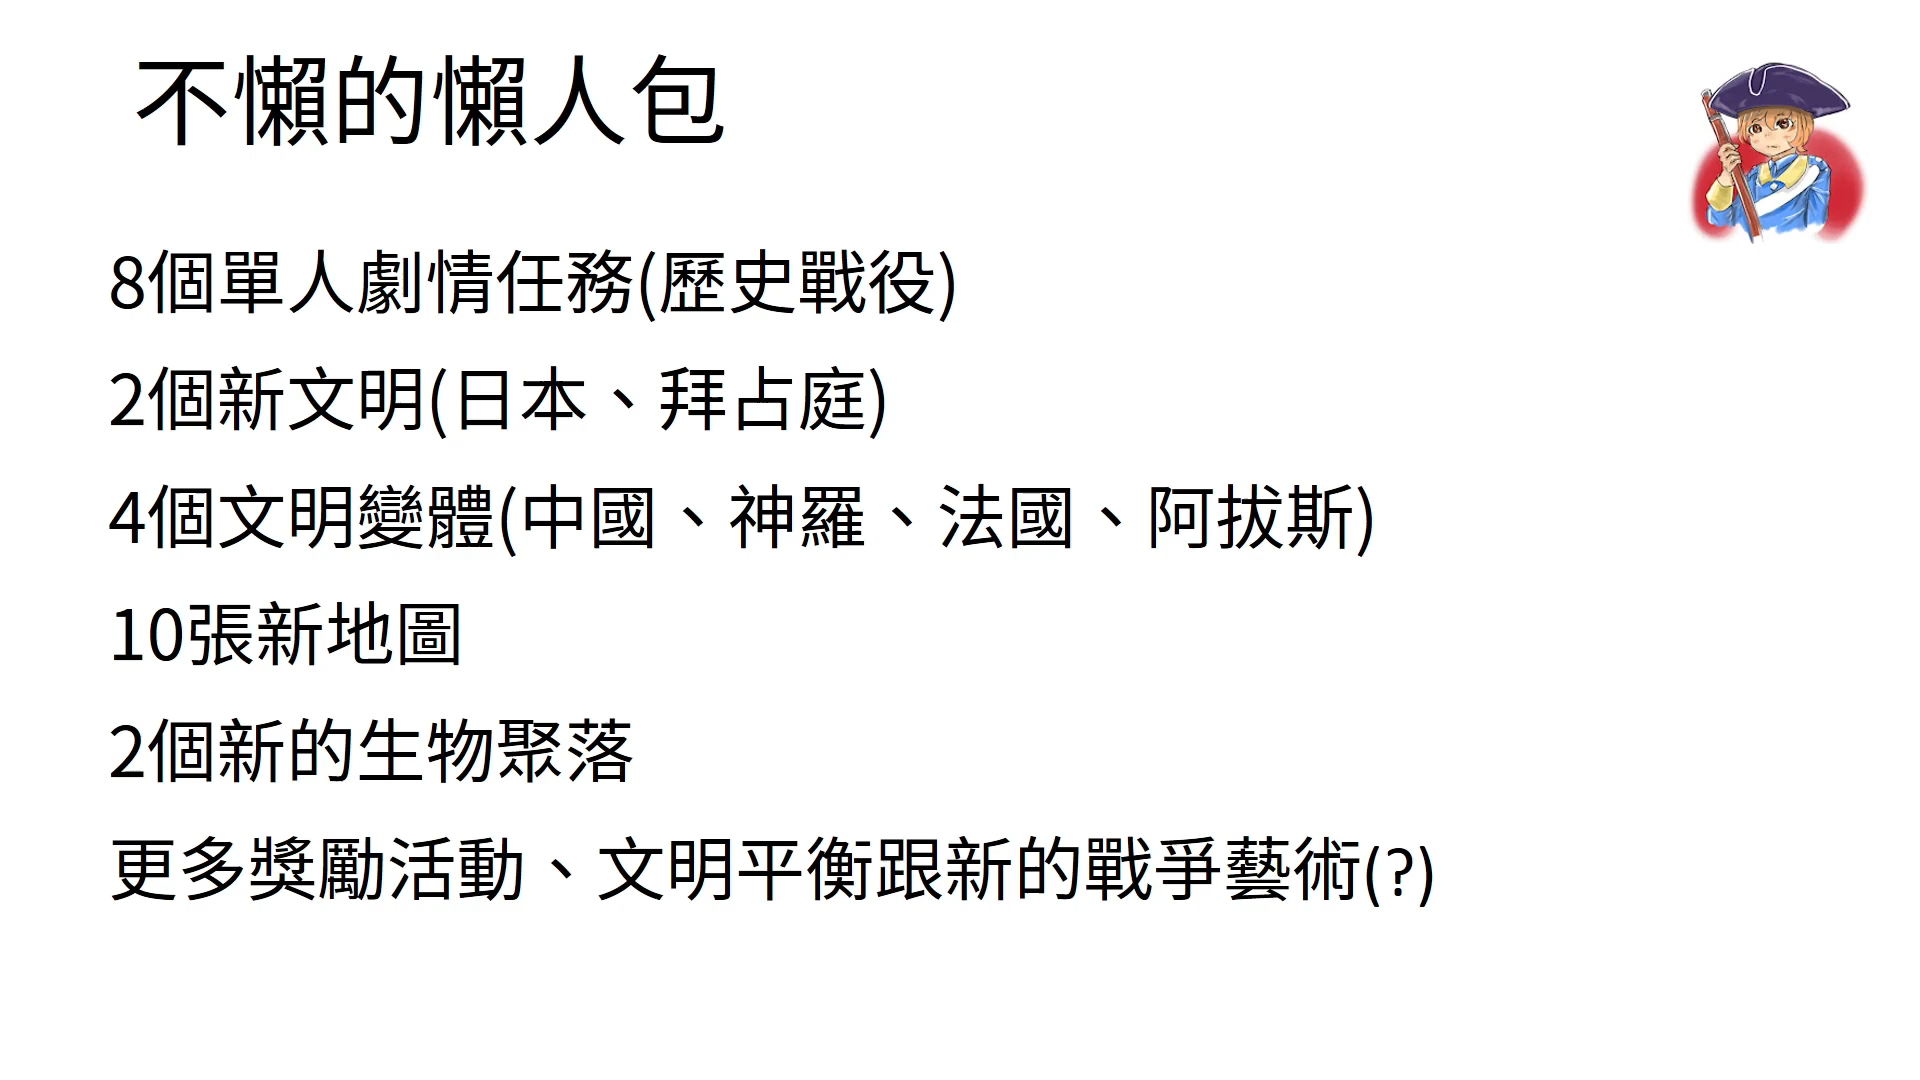 不懶的懶人包
8個單人劇情任務(歷史戰役)
2個新文明(日本、拜占庭)
4個文明變體(中國、神羅、法國、阿拔斯)
10張新地圖
2個新的生物聚落
更多獎勵活動、文明平衡跟新的戰爭藝術(?)